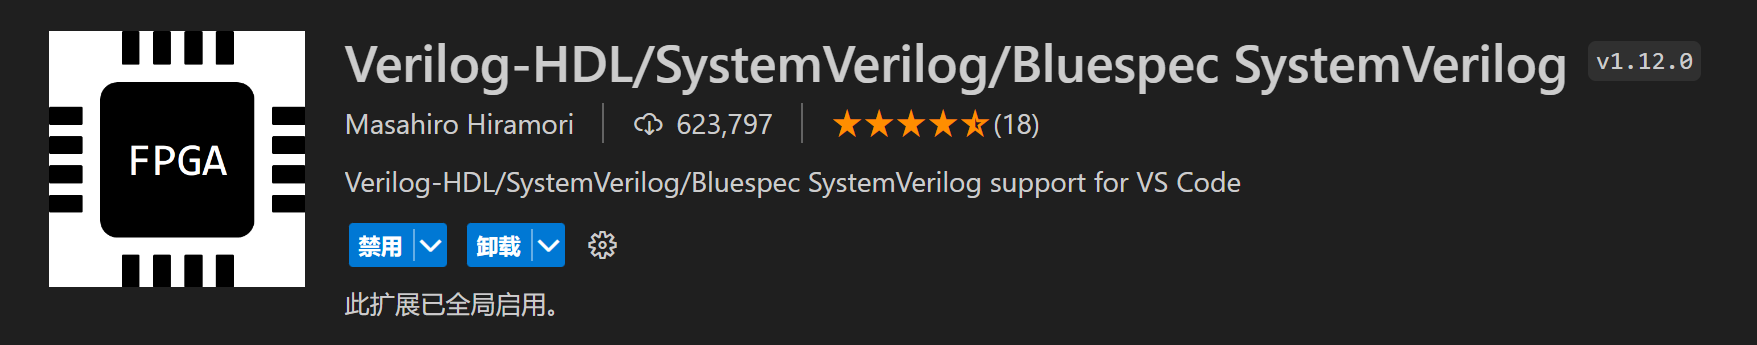 FPGA
Verilog-HDL/SystemVerilog/Bluespec SystemVerilog v1.12.0
Masahiro Hiramori 623,797 (18)
Verilog-HDL/SystemVerilog/Bluespec SystemVerilog support for VS Code
禁用 卸载
此扩展已全局启用。